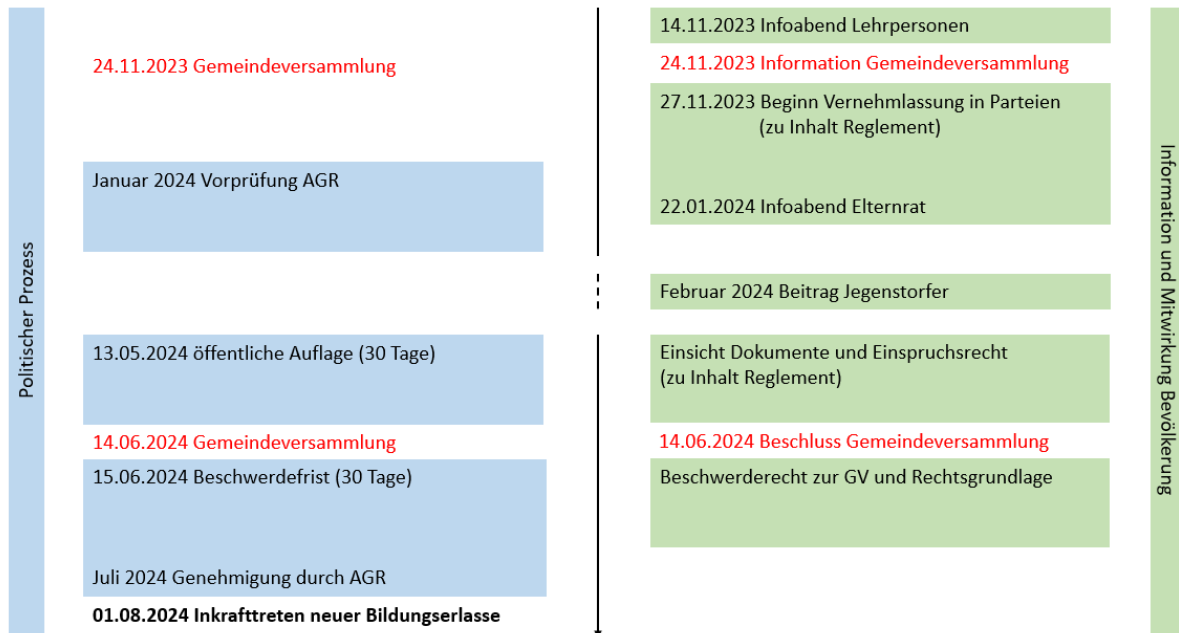 Politischer Prozess
24.11.2023 Gemeindeversammlung
Januar 2024 Vorprüfung AGR
13.05.2024 öffentliche Auflage (30 Tage)
14.06.2024 Gemeindeversammlung
15.06.2024 Beschwerdefrist (30 Tage)
Juli 2024 Genehmigung durch AGR
01.08.2024 Inkrafttreten neuer Bildungserlasse
14.11.2023 Infoabend Lehrpersonen
24.11.2023 Information Gemeindeversammlung
27.11.2023 Beginn Vernehmlassung in Parteien
(zu Inhalt Reglement)
22.01.2024 Infoabend Elternrat
Februar 2024 Beitrag Jegenstorfer
Einsicht Dokumente und Einspruchsrecht
(zu Inhalt Reglement)
14.06.2024 Beschluss Gemeindeversammlung
Beschwerderecht zur GV und Rechtsgrundlage
Information und Mitwirkung Bevölkerung